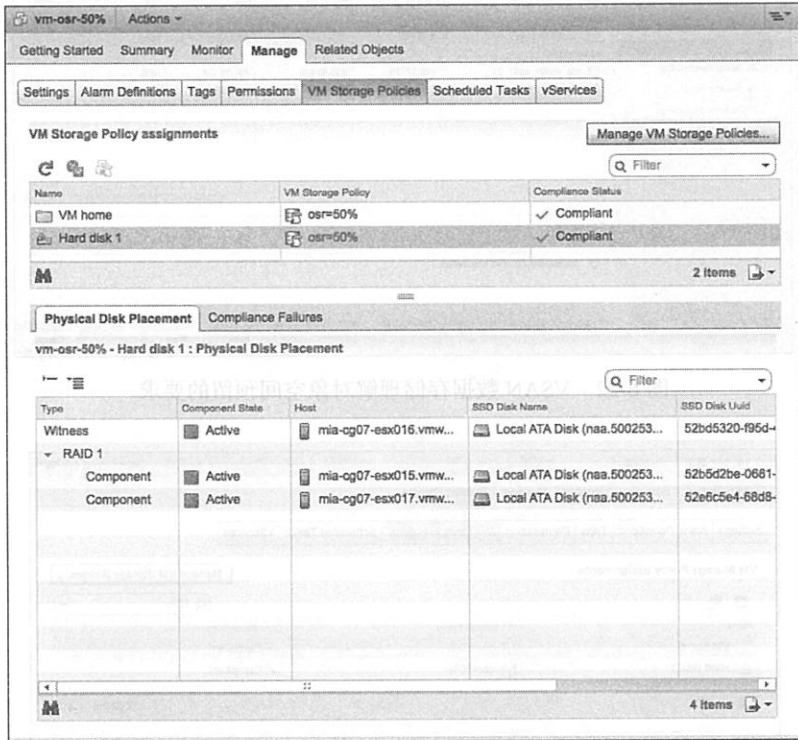 vm-osr-50% Actions
Getting Started Summary Monitor Manage Related Objects
Settings Alarm Definitions Tags Permissions VM Storage Policies Scheduled Tasks vServices
VM Storage Policy assignments Manage VM Storage Policies...
Filter
Name VM Storage Policy Compliance Status
VM home osr=50% Compliant
Hard disk 1 osr=50% Compliant
2 items
Physical Disk Placement Compliance Failures
vm-osr-50% - Hard disk 1 : Physical Disk Placement
Filter
Type Component State Host SSD Disk Name SSD Disk Uuid
Witness Active mia-cg07-esx016.vmw... Local ATA Disk (naa.500253... 52bd5320-f95d-
RAID 1
Component Active mia-cg07-esx015.vmw... Local ATA Disk (naa.500253... 52b5d2be-0681-
Component Active mia-cg07-esx017.vmw... Local ATA Disk (naa.500253... 52e6c5e4-68d8-
4 items